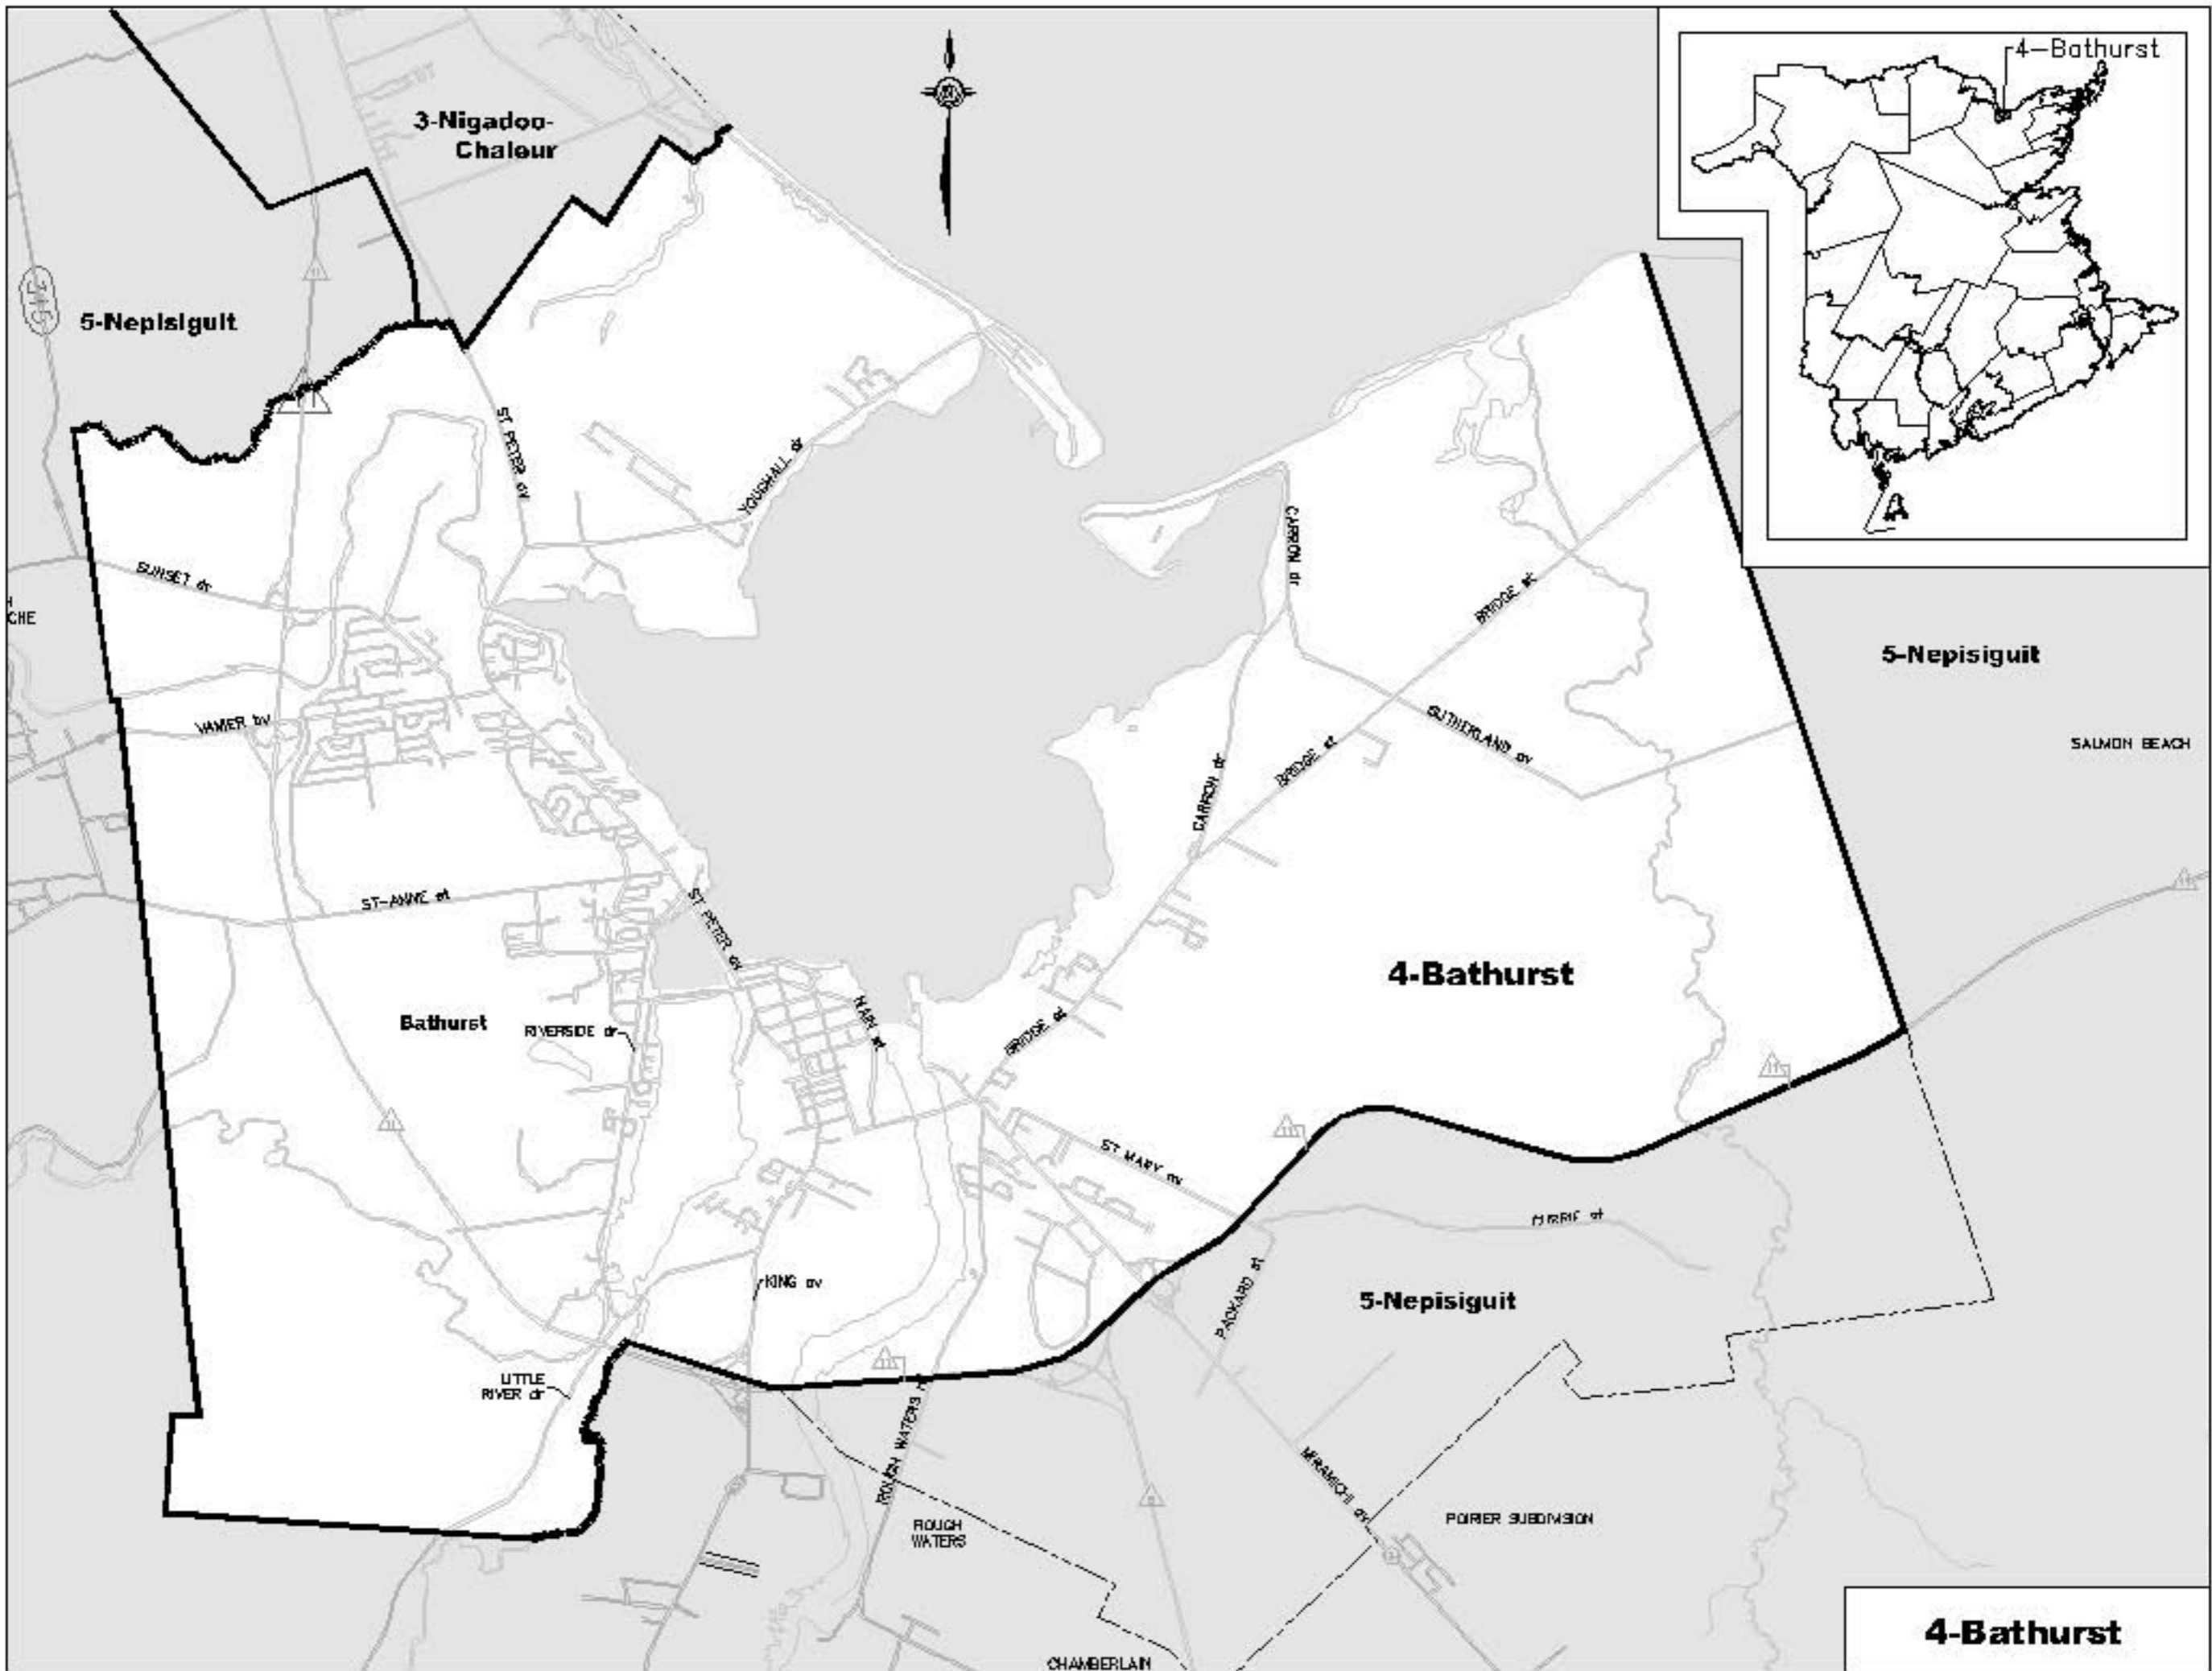 4-Bathurst
3-Nigadoo-
Chaleur
5-Nepisiguit
ST PETER av
YOUGHALL dr
CARRON dr
SUNSET dr
BRIDGE st
CHE
5-Nepisiguit
SUTHERLAND av
VANIER bv
BRIDGE st
SALMON BEACH
CARRON dr
ST-ANNE st
ST PETER av
4-Bathurst
MAIN st
Bathurst
RIVERSIDE dr
BRIDGE st
ST MARY av
CURRIE st
KING av
PACKARD st
5-Nepisiguit
LITTLE
RIVER dr
ROUGH WATERS
MIRAMICHI av
ROUGH
WATERS
POIRIER SUBDIVISION
CHAMBERLAIN
4-Bathurst